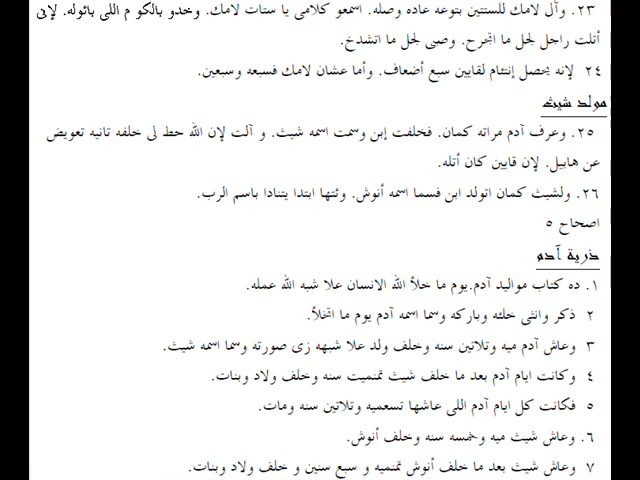 ٢٣. وآل لامك للستتين بتوعه عاده وصله. اسمعو كلامى يا ستات لامك. وخدو بالكو م اللى بائوله. لإنى
أتلت راجل لجل ما اتجرح. وصبى لجل ما اتشدخ.
٢٤ لإنه يحصل إنتئام لقايين سبع أضعاف. وأما عشان لامك فسبعه وسبعين.
مولد شيث
٢٥. وعرف آدم مراته كمان. فخلفت إبن وسمت اسمه شيث. و آلت لإن الله حط لى خلفه تانيه تعويض
عن هابيل. لإن قايين كان أتله.
٢٦. ولشيث كمان اتولد ابن فسما اسمه أنوش. وئتها ابتدا يتنادا باسم الرب.
اصحاح ٥
ذرية آدم
١. ده كتاب مواليد آدم.يوم ما خلأ الله الانسان علا شبه الله عمله.
٢ ذكر وانثى خلئه وباركه وسما اسمه آدم يوم ما اتخلأ.
٣ وعاش آدم ميه وتلاتين سنه وخلف ولد علا شبهه زى صورته وسما اسمه شيث.
٤ وكانت ايام آدم بعد ما خلف شيث تمنميت سنه وخلف ولاد وبنات.
٥ فكانت كل ايام آدم اللى عاشها تسعميه وتلاتين سنه ومات.
٦. وعاش شيث ميه وخمسه سنه وخلف أنوش.
٧ وعاش شيث بعد ما خلف أنوش تمنميه و سبع سنين و خلف ولاد وبنات.